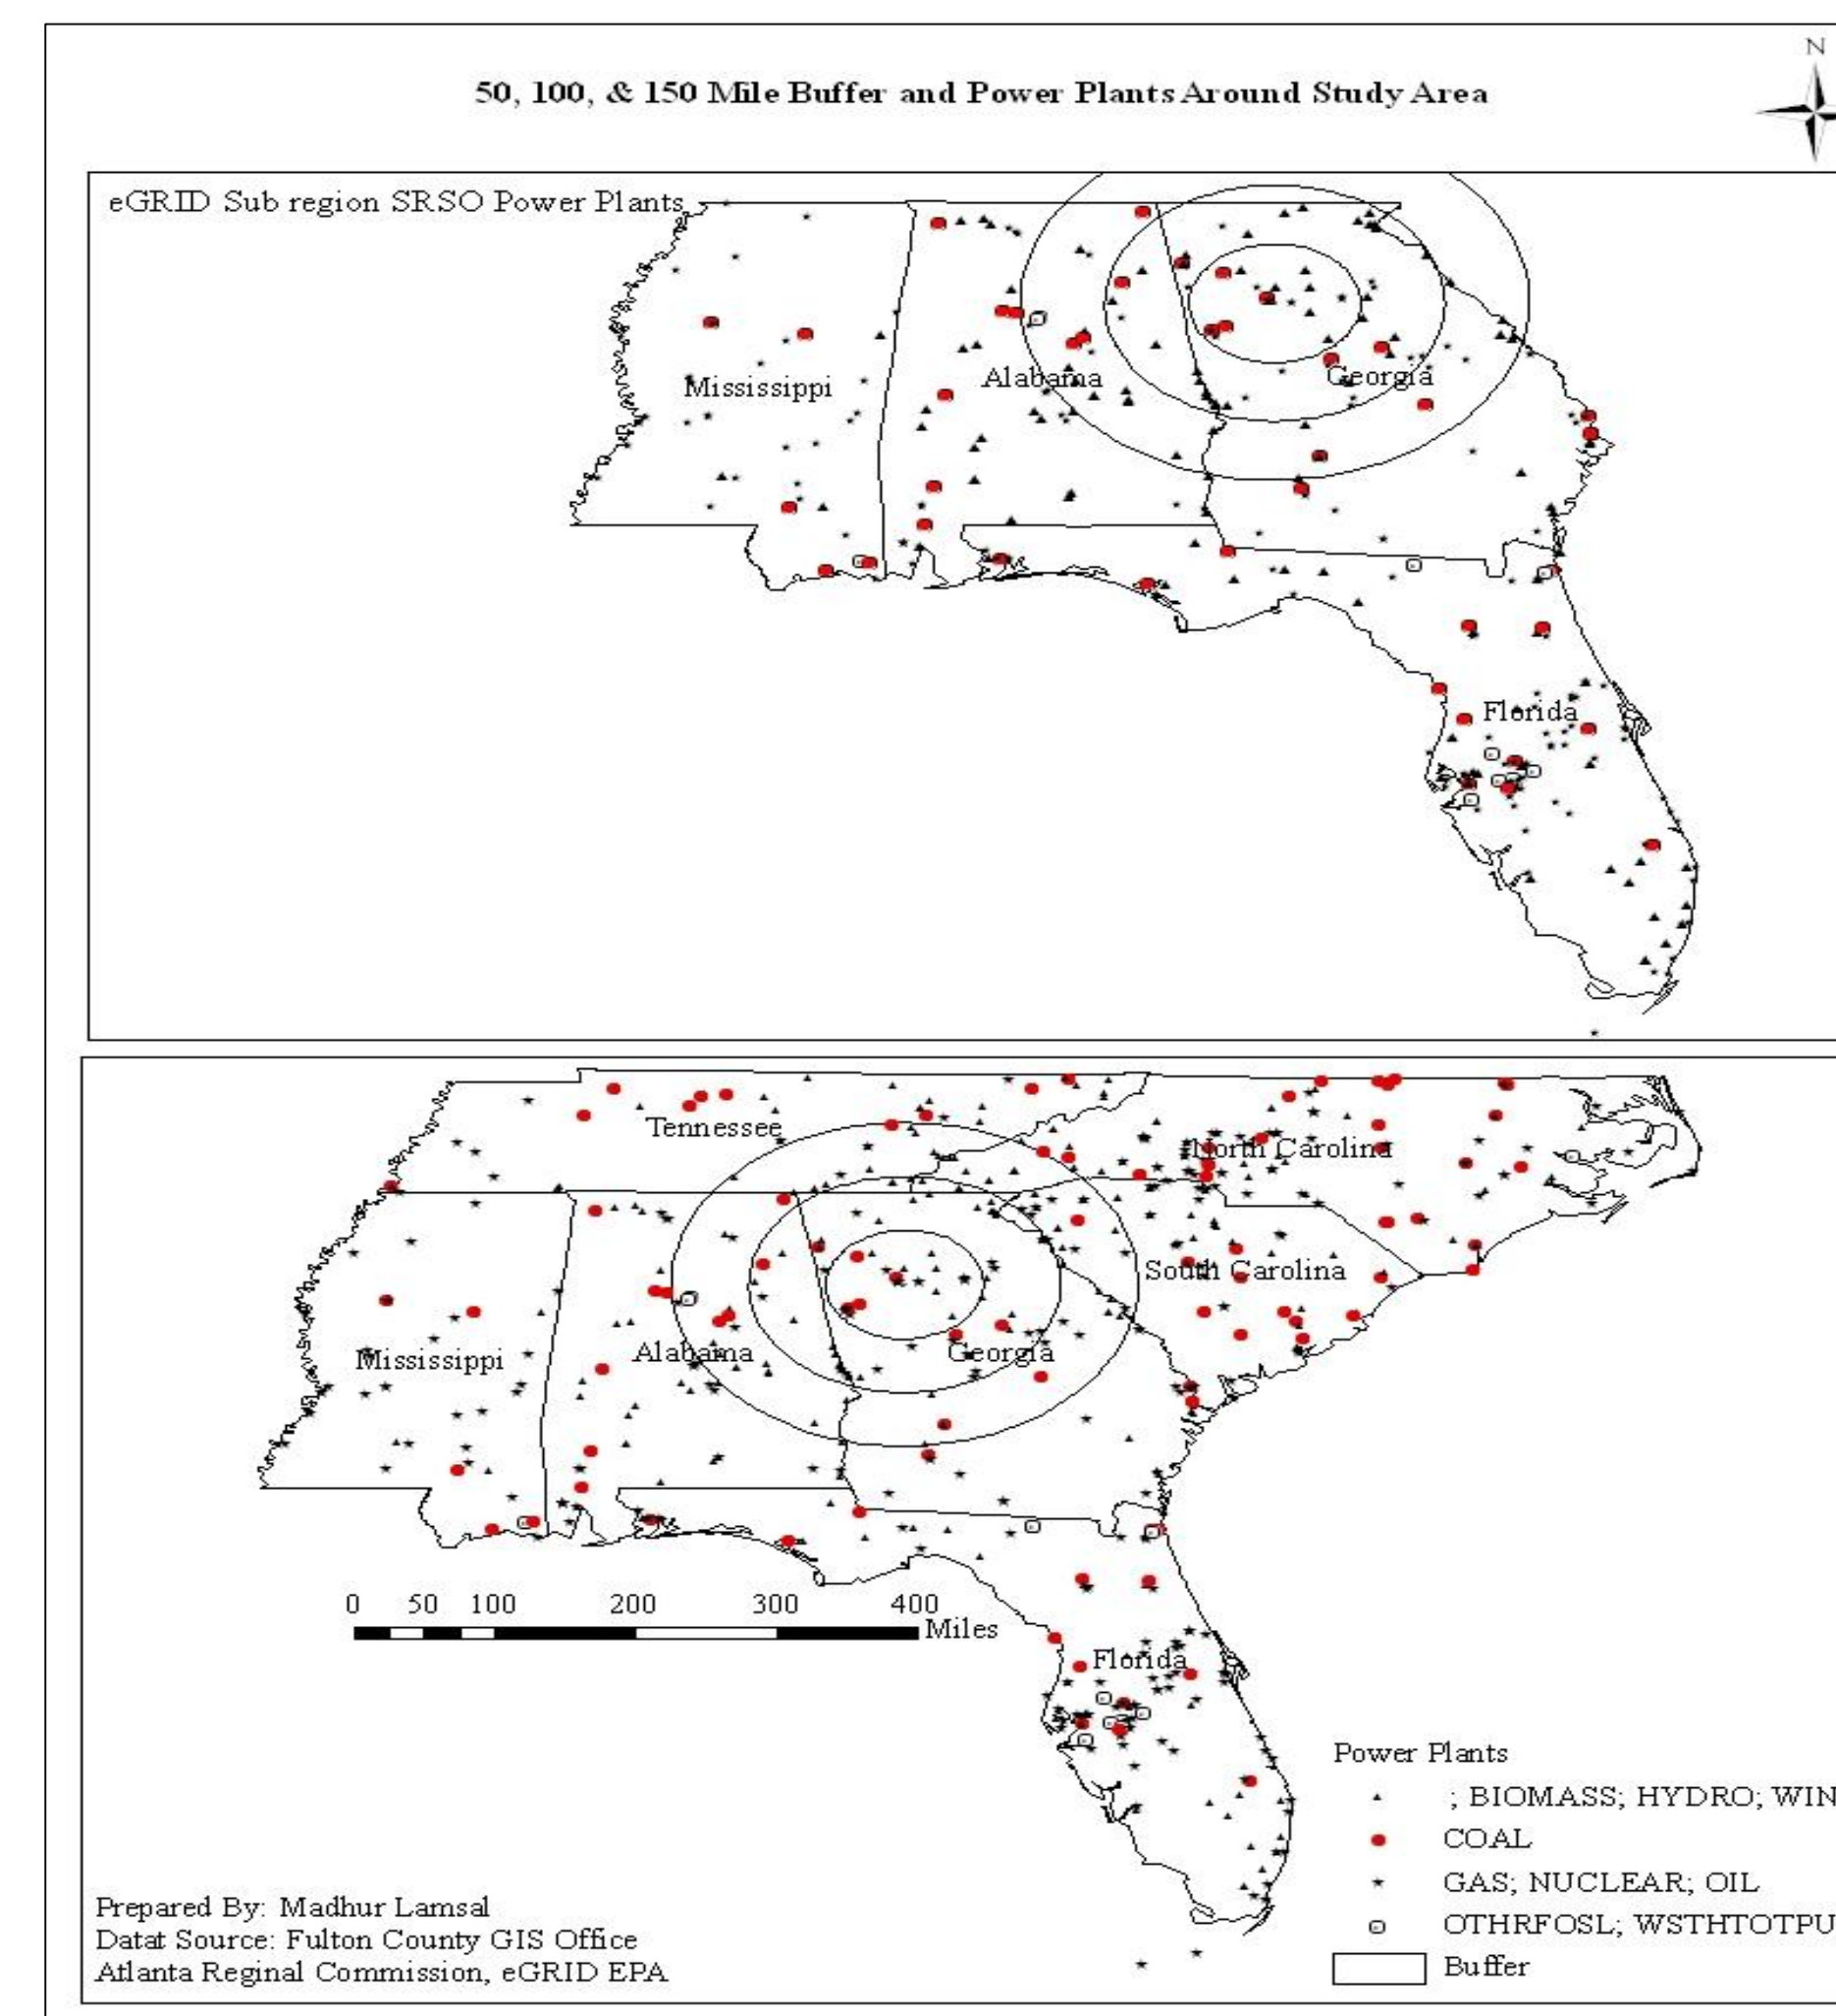 N
50, 100, & 150 Mile Buffer and Power Plants Around Study Area
eGRID Sub region SRSO Power Plants
Mississippi
Alabama
Georgia
Florida
Tennessee
North Carolina
South Carolina
Mississippi
Alabama
Georgia
0 50 100 200 300 400
Miles
Florida
Power Plants
; BIOMASS; HYDRO; WIN
COAL
GAS; NUCLEAR; OIL
OTHRFOSL; WSTHTOTPU
Buffer
Prepared By: Madhur Lamsal
Datat Source: Fulton County GIS Office
Atlanta Reginal Commission, eGRID EPA